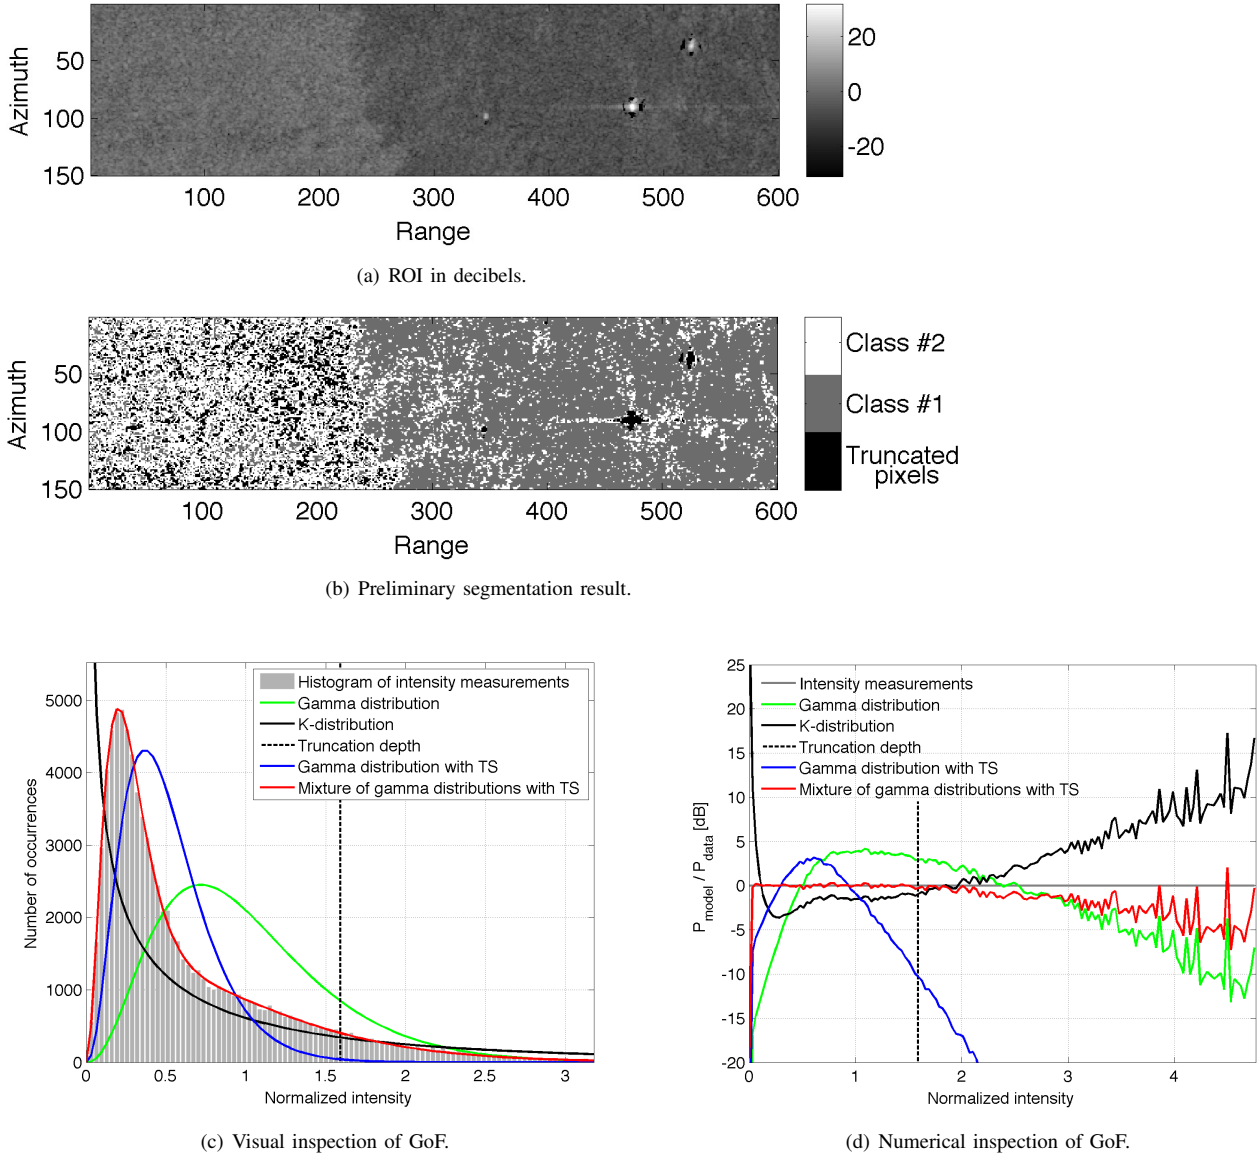 Azimuth
50
100
150
100 200 300 400 500 600
Range
20
0
-20
(a) ROI in decibels.
Azimuth
50
100
150
100 200 300 400 500 600
Range
Class #2
Class #1
Truncated
pixels
(b) Preliminary segmentation result.
Number of occurrences
5000
4000
3000
2000
1000
0
0 0.5 1 1.5 2 2.5 3
Normalized intensity
Histogram of intensity measurements
Gamma distribution
K-distribution
Truncation depth
Gamma distribution with TS
Mixture of gamma distributions with TS
(c) Visual inspection of GoF.
P model / P data [dB]
25
20
15
10
5
0
-5
-10
-15
-20
0 1 2 3 4
Normalized intensity
Intensity measurements
Gamma distribution
K-distribution
Truncation depth
Gamma distribution with TS
Mixture of gamma distributions with TS
(d) Numerical inspection of GoF.